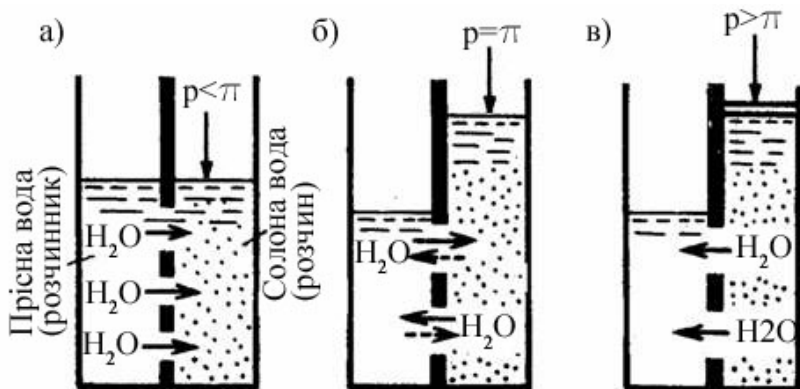 а)
p<π
Прісна вода
(розчинник)
H₂O
H₂O
H₂O
Солона вода
(розчин)
б)
p=π
H₂O
H₂O
в)
p>π
H₂O
H2O